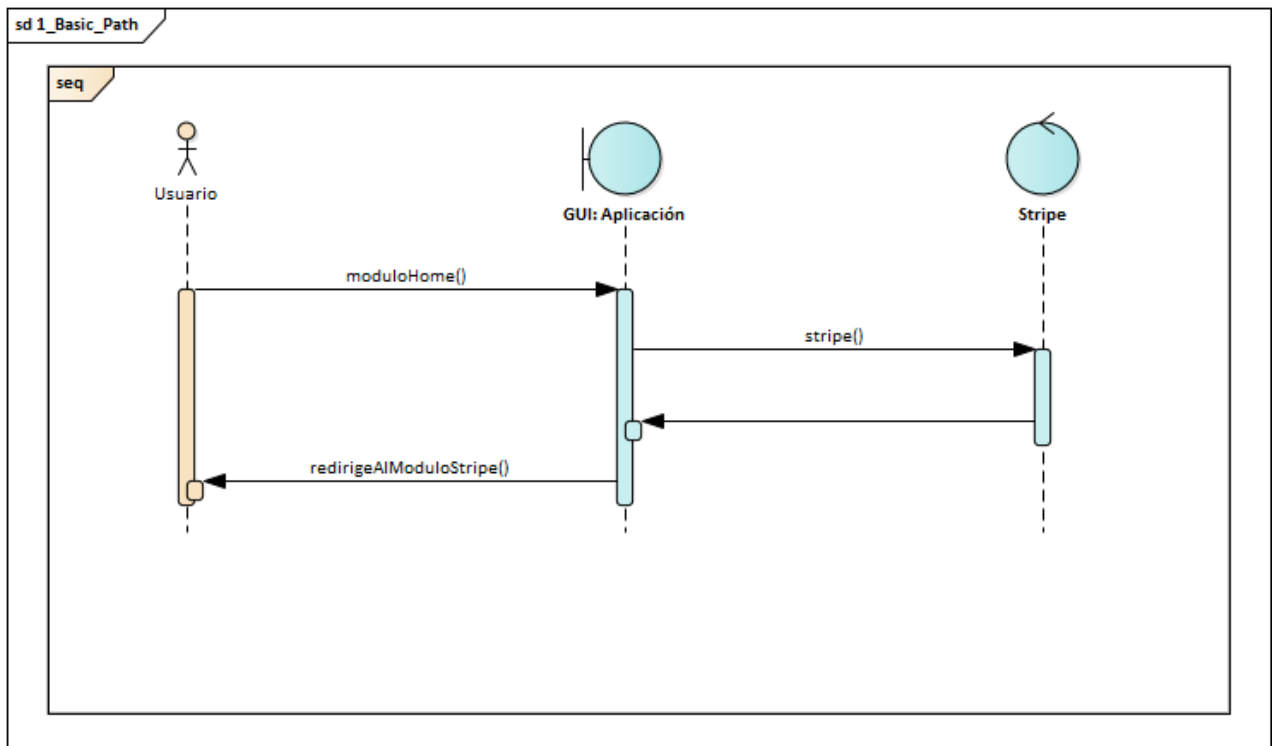 sd 1_Basic_Path
seq
Usuario
GUI: Aplicación
Stripe
moduloHome()
stripe()
redirigeAlModuloStripe()